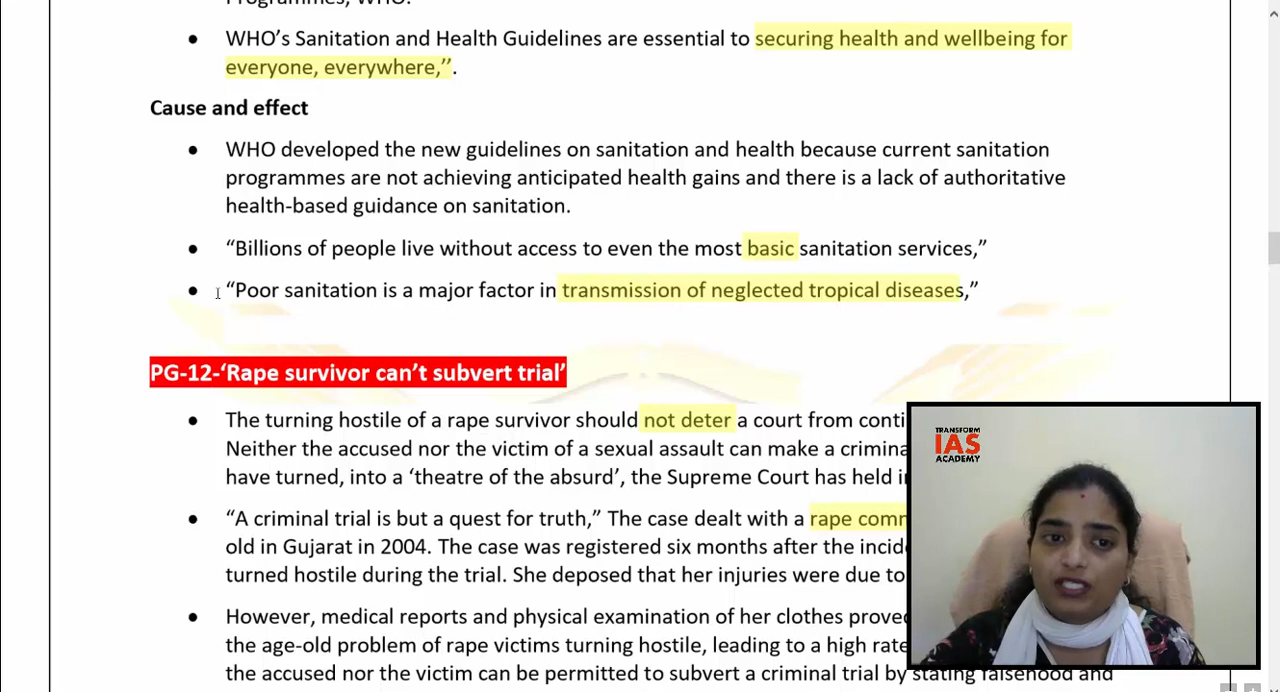 Programmes, WHO.
• WHO's Sanitation and Health Guidelines are essential to securing health and wellbeing for
everyone, everywhere,”.
Cause and effect
• WHO developed the new guidelines on sanitation and health because current sanitation
programmes are not achieving anticipated health gains and there is a lack of authoritative
health-based guidance on sanitation.
• “Billions of people live without access to even the most basic sanitation services,”
• “Poor sanitation is a major factor in transmission of neglected tropical diseases,”
PG-12-‘Rape survivor can’t subvert trial’
• The turning hostile of a rape survivor should not deter a court from conti
Neither the accused nor the victim of a sexual assault can make a crimina
have turned, into a ‘theatre of the absurd’, the Supreme Court has held i
• “A criminal trial is but a quest for truth,” The case dealt with a rape com
old in Gujarat in 2004. The case was registered six months after the incid
turned hostile during the trial. She deposed that her injuries were due to
• However, medical reports and physical examination of her clothes prove
the age-old problem of rape victims turning hostile, leading to a high rate
the accused nor the victim can be permitted to subvert a criminal trial by stating falsehood and
TRANSFORM
IAS
ACADEMY